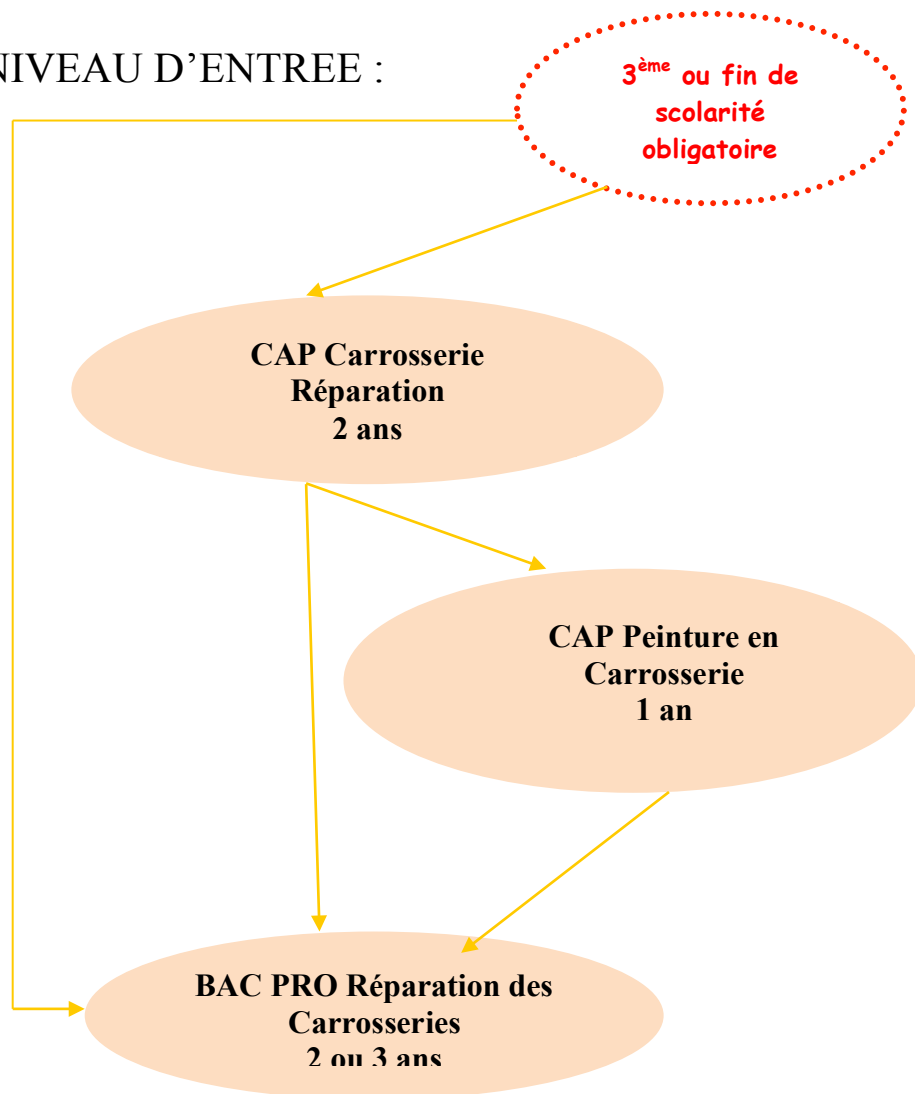 NIVEAU D'ENTREE :
3ème ou fin de
scolarité
obligatoire
CAP Carrosserie
Réparation
2 ans
CAP Peinture en
Carrosserie
1 an
BAC PRO Réparation des
Carrosseries
2 ou 3 ans